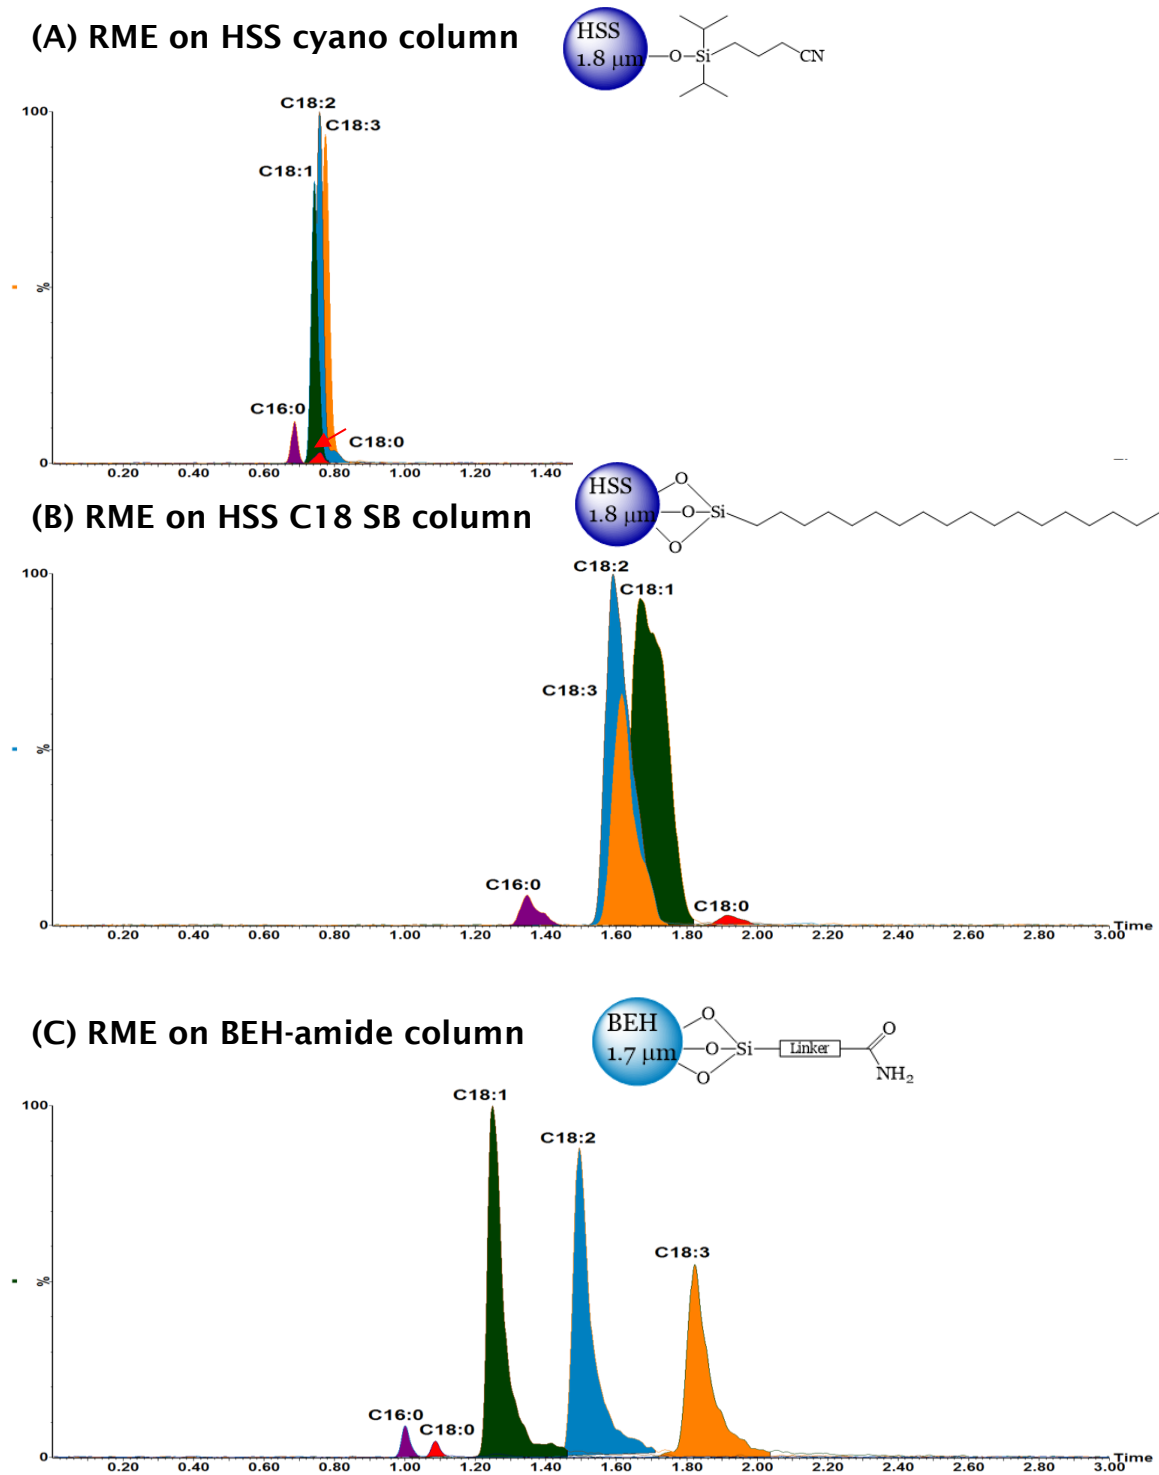 (A) RME on HSS cyano column
HSS
1.8 μm
O
Si
CN
100
C18:2
C18:3
C18:1
%
C16:0
C18:0
0
0.20 0.40 0.60 0.80 1.00 1.20 1.40
(B) RME on HSS C18 SB column
HSS
1.8 μm
O
O
Si
O
100
C18:2
C18:1
C18:3
%
C16:0
C18:0
0
0.20 0.40 0.60 0.80 1.00 1.20 1.40 1.60 1.80 2.00 2.20 2.40 2.60 2.80 3.00 Time
(C) RME on BEH-amide column
BEH
1.7 μm
O
O
Si
O
Linker
O
NH2
100
C18:1
C18:2
C18:3
%
C16:0
C18:0
0
0.20 0.40 0.60 0.80 1.00 1.20 1.40 1.60 1.80 2.00 2.20 2.40 2.60 2.80 3.00 Time